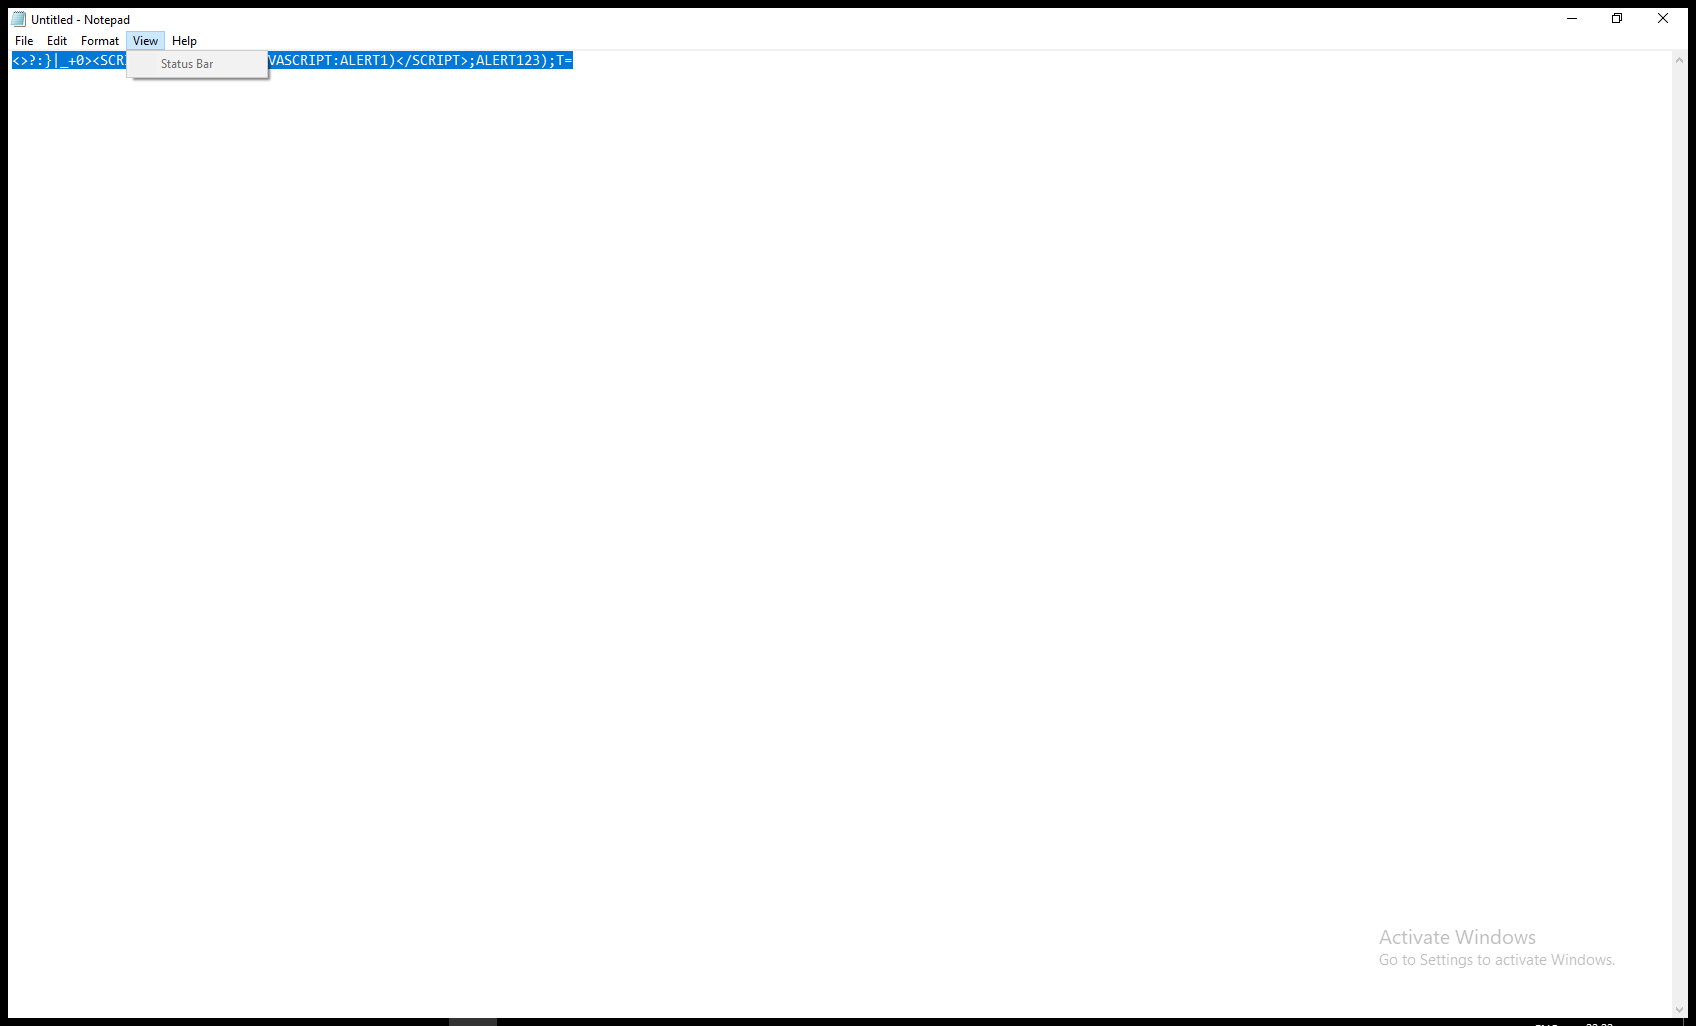 Untitled - Notepad
File Edit Format View Help
<>?:}|_+0><SCR VASCRIPT:ALERT1)</SCRIPT>;ALERT123);T=
Status Bar
Activate Windows
Go to Settings to activate Windows.